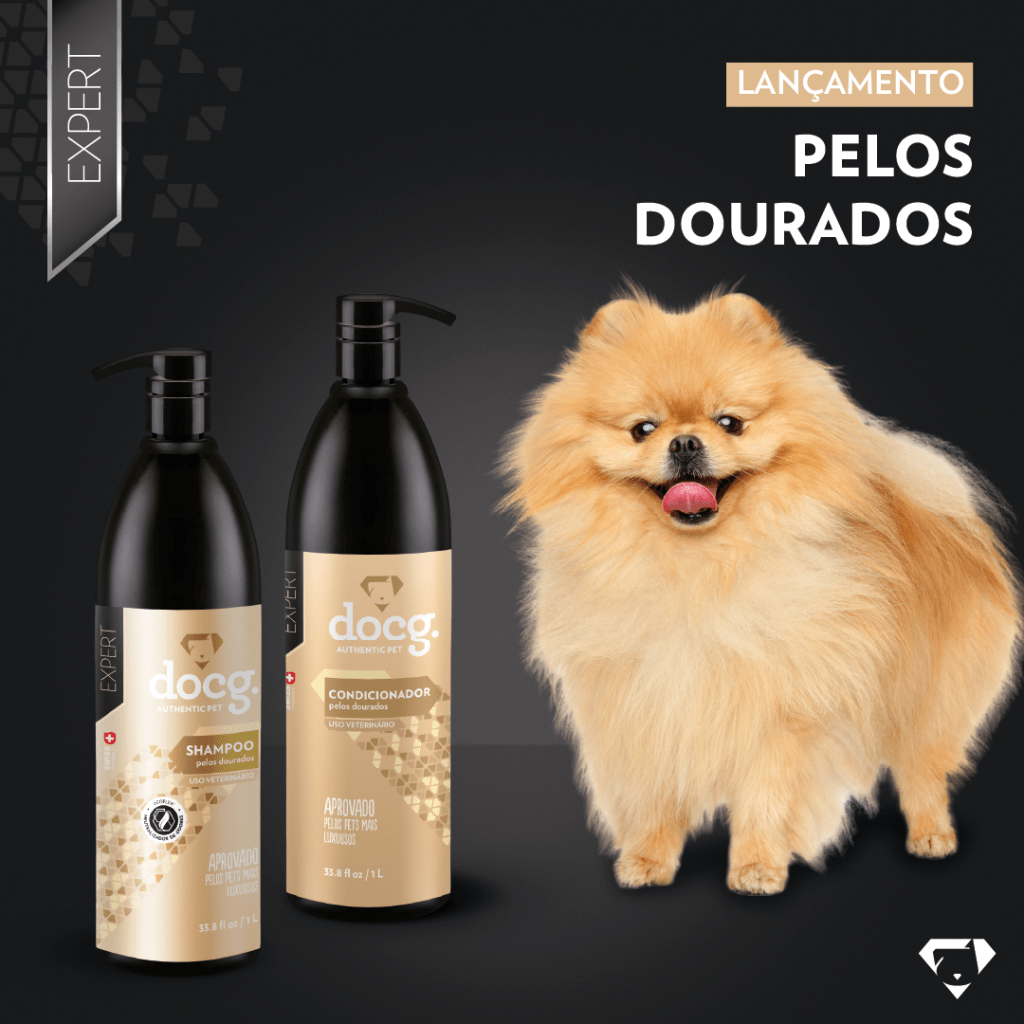 EXPERT
LANÇAMENTO
PELOS
DOURADOS
EXPERT
docg.
AUTHENTIC PET
SHAMPOO
pelos dourados
USO VETERINÁRIO
APROVADO
PELOS PETS MAIS
LUXUOSOS
33.8 fl oz / 1 L
EXPERT
docg.
AUTHENTIC PET
CONDICIONADOR
pelos dourados
USO VETERINÁRIO
APROVADO
PELOS PETS MAIS
LUXUOSOS
33.8 fl oz / 1 L